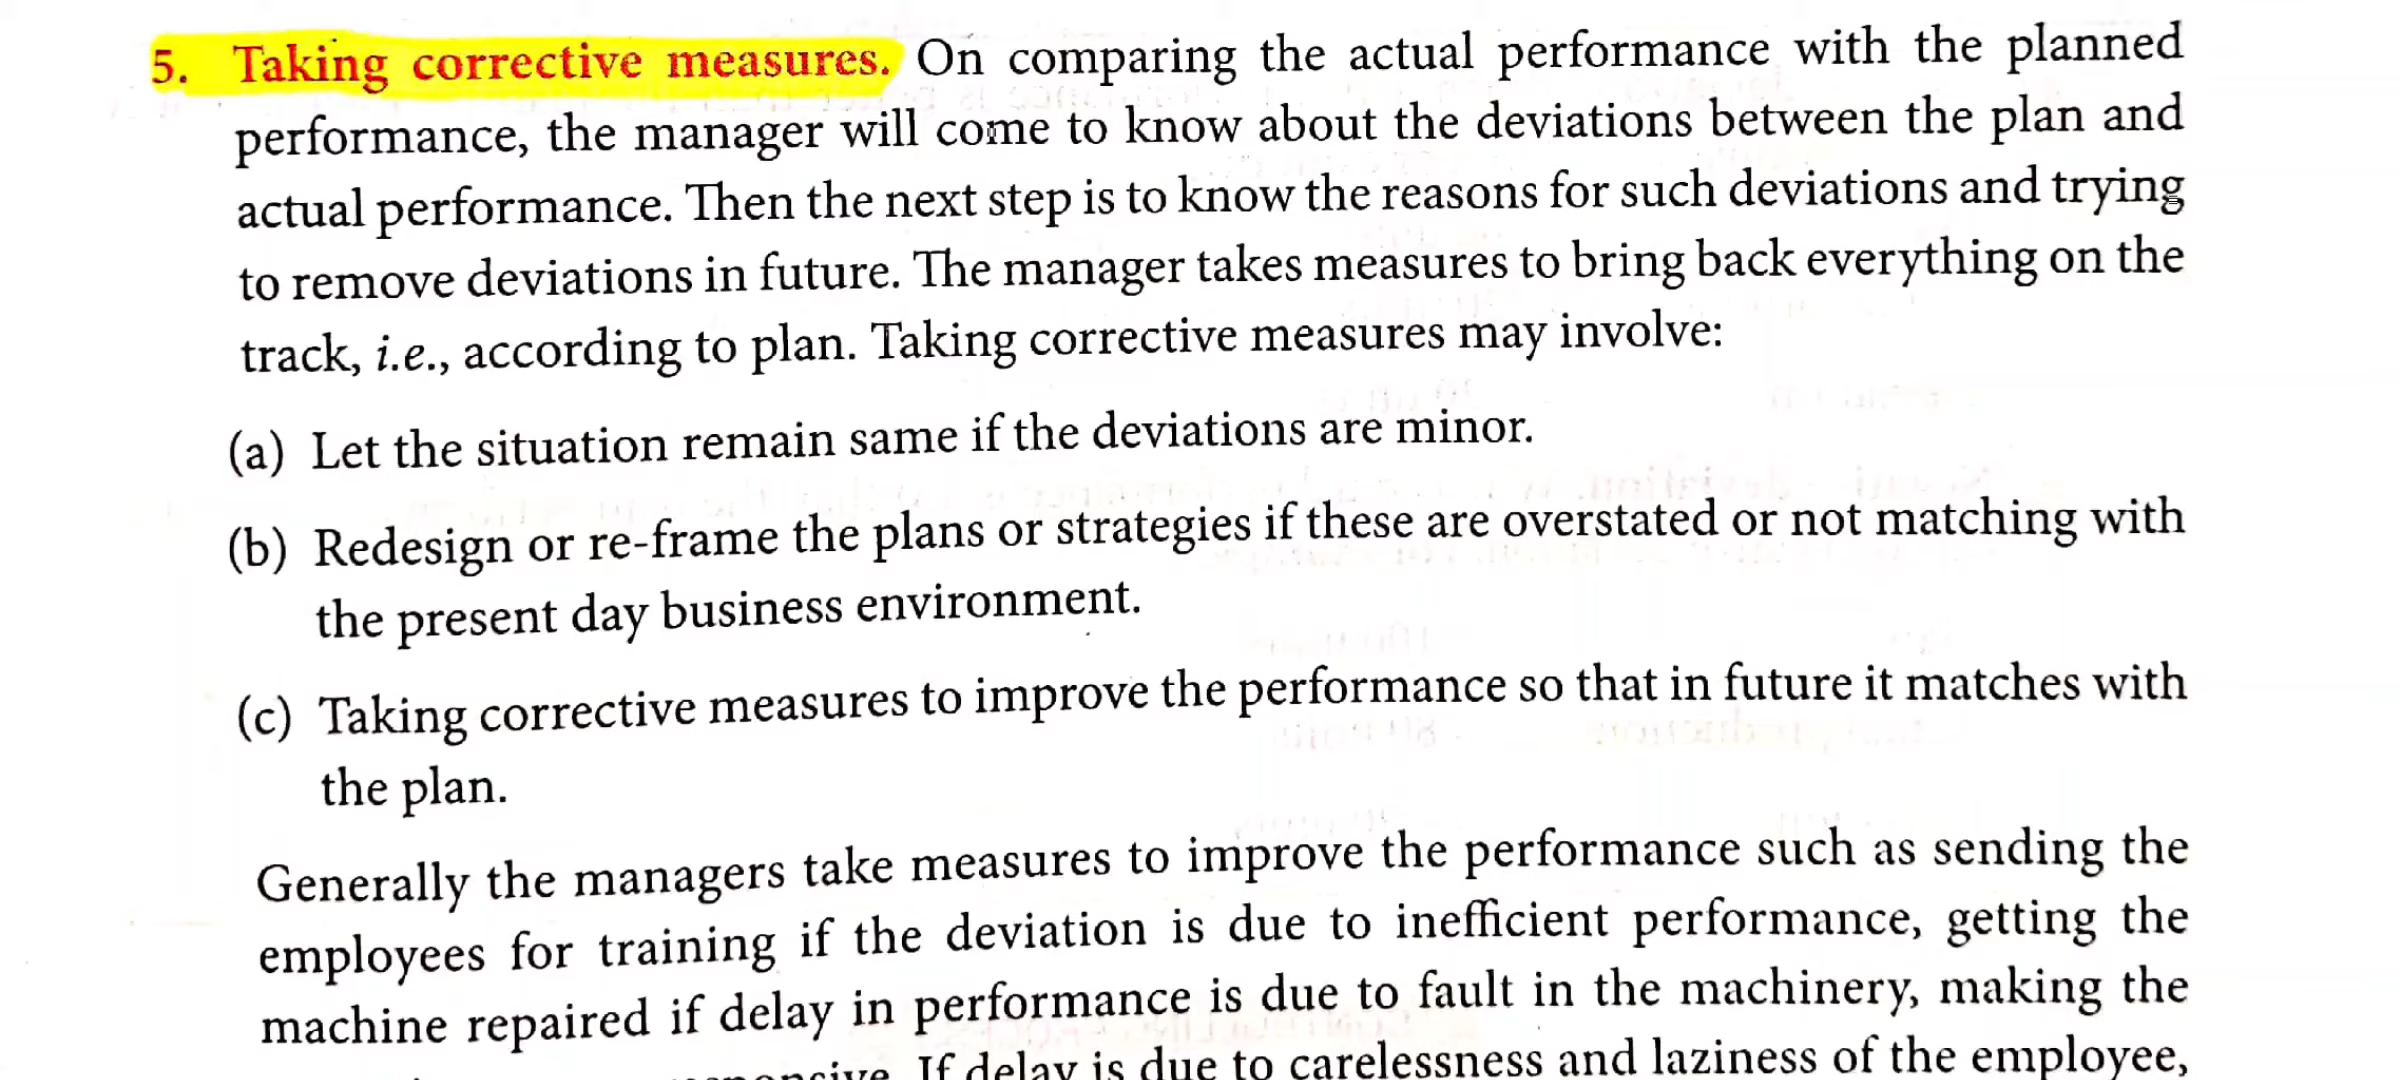 5. Taking corrective measures. On comparing the actual performance with the planned
performance, the manager will come to know about the deviations between the plan and
actual performance. Then the next step is to know the reasons for such deviations and trying
to remove deviations in future. The manager takes measures to bring back everything on the
track, i.e., according to plan. Taking corrective measures may involve:
(a) Let the situation remain same if the deviations are minor.
(b) Redesign or re-frame the plans or strategies if these are overstated or not matching with
the present day business environment.
(c) Taking corrective measures to improve the performance so that in future it matches with
the plan.
Generally the managers take measures to improve the performance such as sending the
employees for training if the deviation is due to inefficient performance, getting the
machine repaired if delay in performance is due to fault in the machinery, making the
If delay is due to carelessness and laziness of the employee,